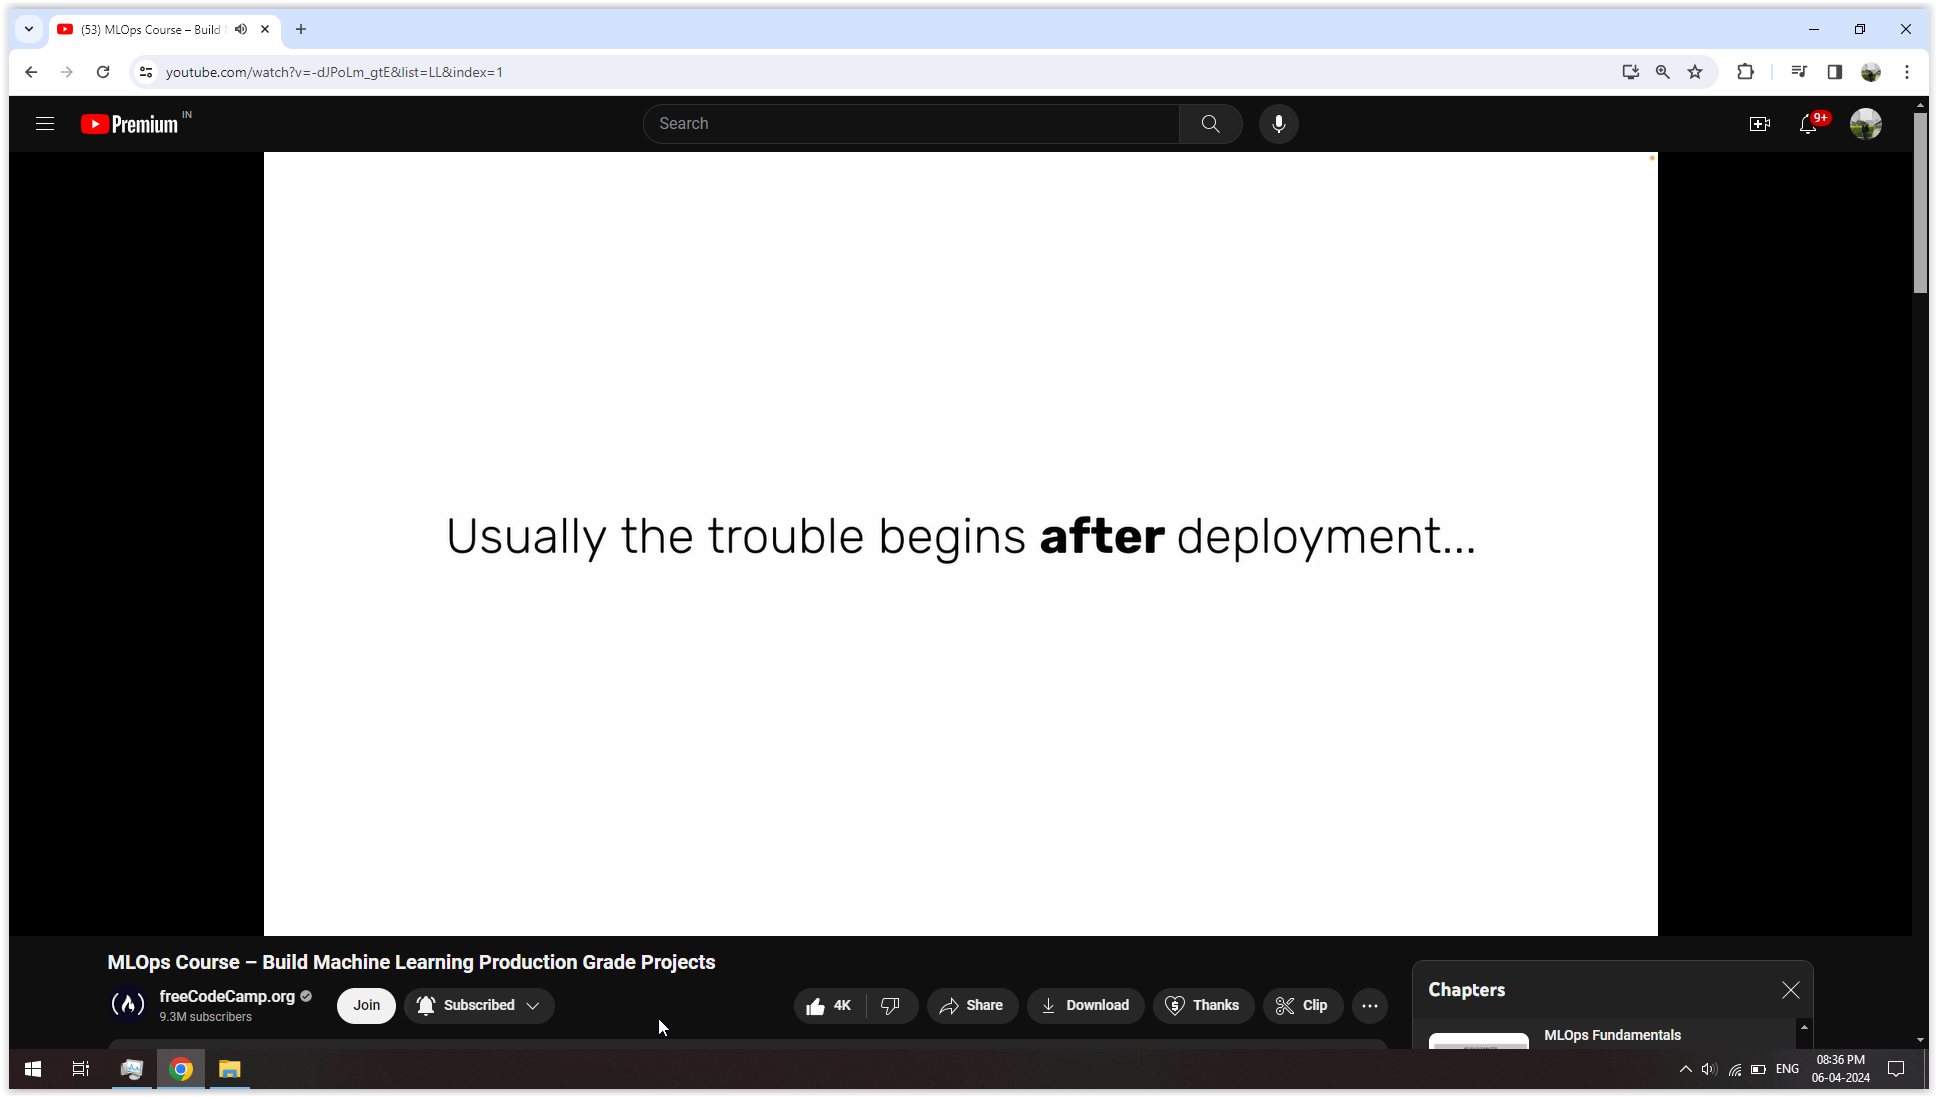 (53) MLOps Course – Build
youtube.com/watch?v=-dJPoLm_gtE&list=LL&index=1
Premium IN
Search
9+
Usually the trouble begins after deployment...
MLOps Course – Build Machine Learning Production Grade Projects
freeCodeCamp.org
9.3M subscribers
Join
Subscribed
4K
Share
Download
Thanks
Clip
Chapters
MLOps Fundamentals
ENG
08:36 PM
06-04-2024